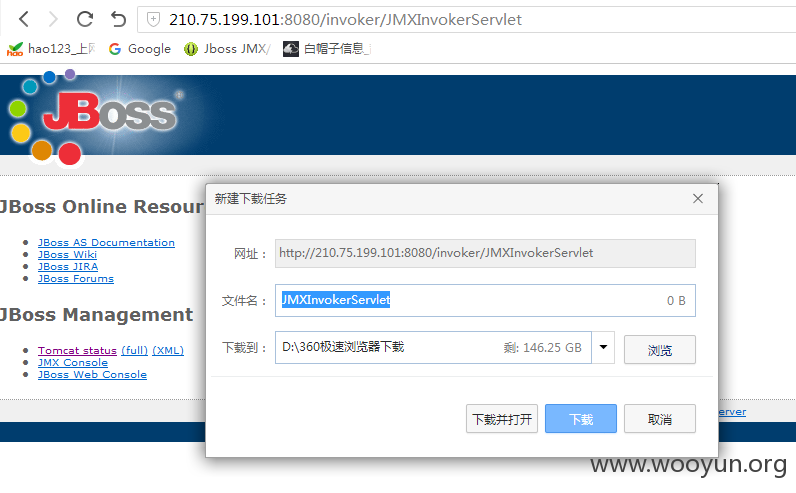 210.75.199.101:8080/invoker/JMXInvokerServlet
hao123_上网 Google Jboss JMX/ 白帽子信息_
JBoss
新建下载任务
网址： http://210.75.199.101:8080/invoker/JMXInvokerServlet
文件名： JMXInvokerServlet 0 B
下载到： D:\360极速浏览器下载 剩: 146.25 GB 浏览
下载并打开 下载 取消
JBoss Online Resour
JBoss AS Documentation
JBoss Wiki
JBoss JIRA
JBoss Forums
JBoss Management
Tomcat status (full) (XML)
JMX Console
JBoss Web Console
erver
www.wooyun.org